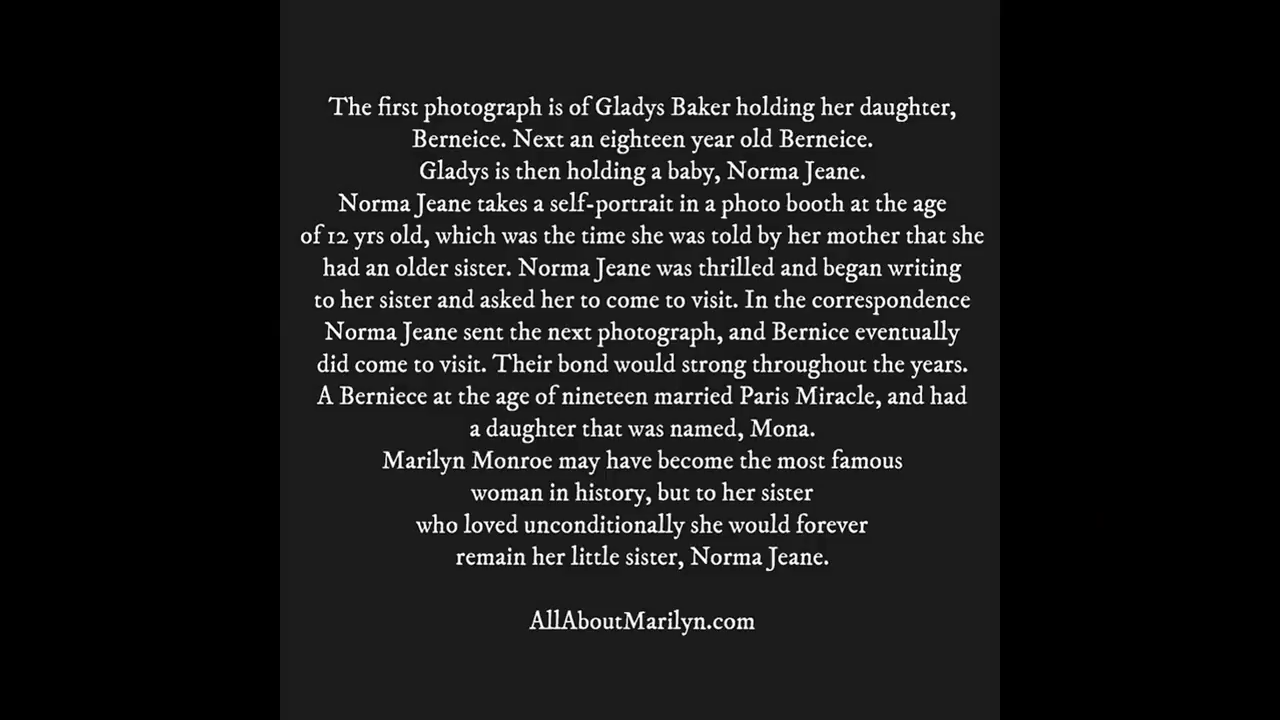 The first photograph is of Gladys Baker holding her daughter,
Berneice. Next an eighteen year old Berneice.
Gladys is then holding a baby, Norma Jeane.
Norma Jeane takes a self-portrait in a photo booth at the age
of 12 yrs old, which was the time she was told by her mother that she
had an older sister. Norma Jeane was thrilled and began writing
to her sister and asked her to come to visit. In the correspondence
Norma Jeane sent the next photograph, and Bernice eventually
did come to visit. Their bond would strong throughout the years.
A Berniece at the age of nineteen married Paris Miracle, and had
a daughter that was named, Mona.
Marilyn Monroe may have become the most famous
woman in history, but to her sister
who loved unconditionally she would forever
remain her little sister, Norma Jeane.
AllAboutMarilyn.com